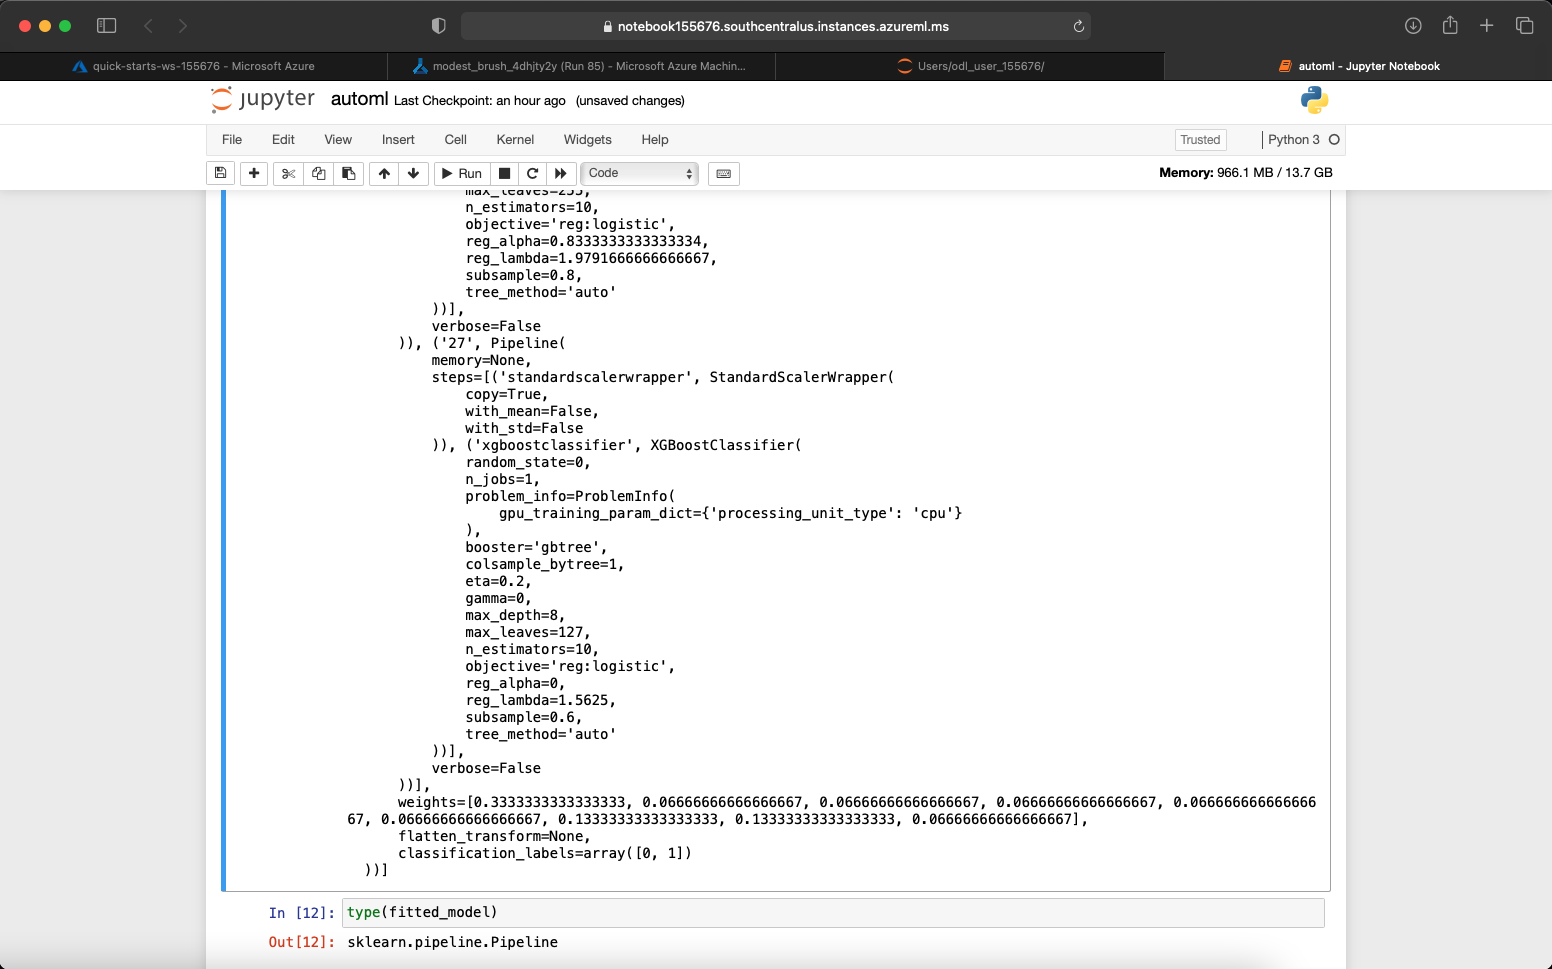 notebook155676.southcentralus.instances.azureml.ms
quick-starts-ws-155676 - Microsoft Azure
modest_brush_4dhjty2y (Run 85) - Microsoft Azure Machin...
Users/odl_user_155676/
automl - Jupyter Notebook
jupyter automl Last Checkpoint: an hour ago (unsaved changes)
File Edit View Insert Cell Kernel Widgets Help Trusted Python 3
Run Code Memory: 966.1 MB / 13.7 GB
max_leaves=255,
n_estimators=10,
objective='reg:logistic',
reg_alpha=0.8333333333333334,
reg_lambda=1.9791666666666667,
subsample=0.8,
tree_method='auto'
))],
verbose=False
)), ('27', Pipeline(
memory=None,
steps=[('standardscalerwrapper', StandardScalerWrapper(
copy=True,
with_mean=False,
with_std=False
)), ('xgboostclassifier', XGBoostClassifier(
random_state=0,
n_jobs=1,
problem_info=ProblemInfo(
gpu_training_param_dict={'processing_unit_type': 'cpu'}
),
booster='gbtree',
colsample_bytree=1,
eta=0.2,
gamma=0,
max_depth=8,
max_leaves=127,
n_estimators=10,
objective='reg:logistic',
reg_alpha=0,
reg_lambda=1.5625,
subsample=0.6,
tree_method='auto'
))],
verbose=False
))],
weights=[0.3333333333333333, 0.06666666666666667, 0.06666666666666667, 0.06666666666666667, 0.066666666666666
67, 0.06666666666666667, 0.13333333333333333, 0.13333333333333333, 0.06666666666666667],
flatten_transform=None,
classification_labels=array([0, 1])
))]
In [12]: type(fitted_model)
Out[12]: sklearn.pipeline.Pipeline